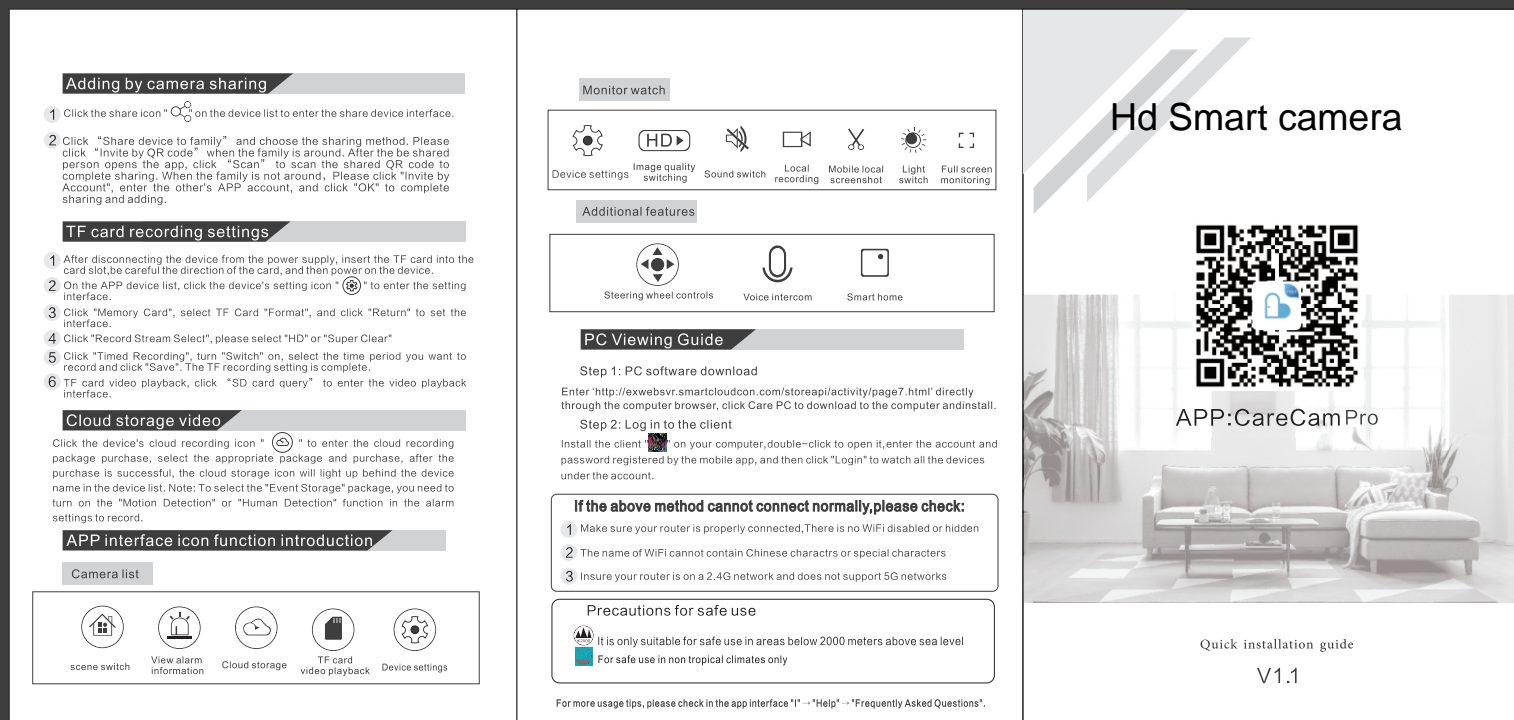 Adding by camera sharing
1 Click the share icon " " on the device list to enter the share device interface.
2 Click “Share device to family” and choose the sharing method. Please
click “Invite by QR code” when the family is around. After the be shared
person opens the app, click “Scan” to scan the shared QR code to
complete sharing. When the family is not around, Please click "Invite by
Account", enter the other's APP account, and click "OK" to complete
sharing and adding.
TF card recording settings
1 After disconnecting the device from the power supply, insert the TF card into the
card slot,be careful the direction of the card, and then power on the device.
2 On the APP device list, click the device's setting icon " " to enter the setting
interface.
3 Click "Memory Card", select TF Card "Format", and click "Return" to set the
interface.
4 Click "Record Stream Select", please select "HD" or "Super Clear"
5 Click "Timed Recording", turn "Switch" on, select the time period you want to
record and click "Save". The TF recording setting is complete.
6 TF card video playback, click “SD card query” to enter the video playback
interface.
Cloud storage video
Click the device's cloud recording icon " " to enter the cloud recording
package purchase, select the appropriate package and purchase, after the
purchase is successful, the cloud storage icon will light up behind the device
name in the device list. Note: To select the "Event Storage" package, you need to
turn on the "Motion Detection" or "Human Detection" function in the alarm
settings to record.
APP interface icon function introduction
Camera list
scene switch
View alarm
information
Cloud storage
TF card
video playback
Device settings
Monitor watch
HD
Device settings
Image quality
switching
Sound switch
Local
recording
Mobile local
screenshot
Light
switch
Full screen
monitoring
Additional features
Steering wheel controls
Voice intercom
Smart home
PC Viewing Guide
Step 1: PC software download
Enter ‘http://exwebsvr.smartcloudcon.com/storeapi/activity/page7.html’ directly
through the computer browser, click Care PC to download to the computer andinstall.
Step 2: Log in to the client
Install the client " " on your computer,double-click to open it,enter the account and
password registered by the mobile app, and then click "Login" to watch all the devices
under the account.
If the above method cannot connect normally,please check:
1 Make sure your router is properly connected,There is no WiFi disabled or hidden
2 The name of WiFi cannot contain Chinese charactrs or special characters
3 Insure your router is on a 2.4G network and does not support 5G networks
Precautions for safe use
It is only suitable for safe use in areas below 2000 meters above sea level
For safe use in non tropical climates only
For more usage tips, please check in the app interface "I"→"Help"→"Frequently Asked Questions".
Hd Smart camera
APP:CareCam Pro
Quick installation guide
V1.1